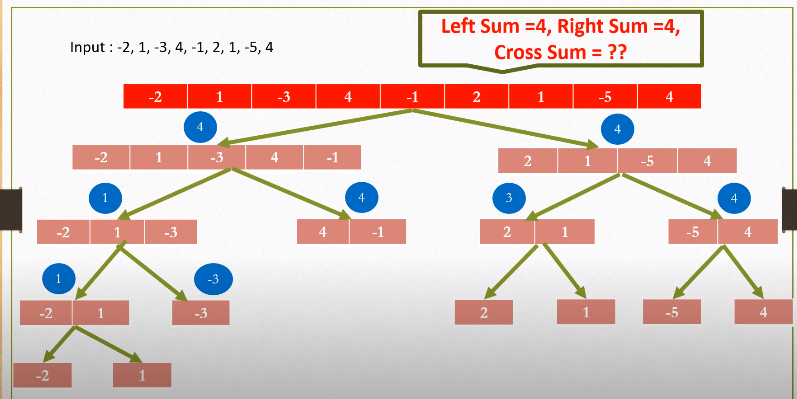 Left Sum =4, Right Sum =4,
Cross Sum = ??
Input : -2, 1, -3, 4, -1, 2, 1, -5, 4
-2 1 -3 4 -1 2 1 -5 4
4 4
-2 1 -3 4 -1 2 1 -5 4
1 4 3 4
-2 1 -3 4 -1 2 1 -5 4
1 -3
-2 1 -3 2 1 -5 4
-2 1